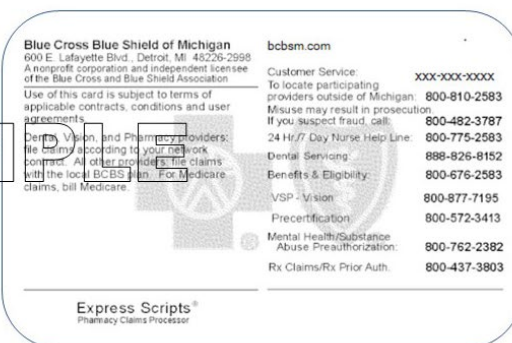 Blue Cross Blue Shield of Michigan
600 E. Lafayette Blvd., Detroit, MI 48226-2998
A nonprofit corporation and independent licensee
of the Blue Cross and Blue Shield Association
Use of this card is subject to terms of
applicable contracts, conditions and user
agreements.
Dental, Vision, and Pharmacy providers:
file claims according to your network
contract. All other providers file claims
with the local BCBS plan. For Medicare
claims, bill Medicare.
PLE
Express Scripts®
Pharmacy Claims Processor
bcbsm.com
Customer Service: xxx-xxx-xxxx
To locate participating
providers outside of Michigan: 800-810-2583
Misuse may result in prosecution.
If you suspect fraud, call: 800-482-3787
24 Hr./7 Day Nurse Help Line: 800-775-2583
Dental Servicing: 888-826-8152
Benefits & Eligibility: 800-676-2583
VSP - Vision 800-877-7195
Precertification 800-572-3413
Mental Health/Substance
Abuse Preauthorization: 800-762-2382
Rx Claims/Rx Prior Auth. 800-437-3803